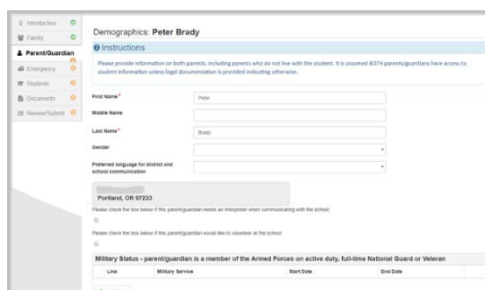 Introduction
Family
Parent/Guardian
Emergency
Students
Documents
Review/Submit
Demographics: Peter Brady
Instructions
Please provide information on both parents, including parents who do not live with the student. It is assumed BOTH parents/guardians have access to
student information unless legal documentation is provided indicating otherwise.
First Name* Peter
Middle Name
Last Name* Brady
Gender
Preferred language for district and
school communication
Portland, OR 97233
Please check the box below if this parent/guardian needs an interpreter when communicating with the school.
Please check the box below if this parent/guardian would like to volunteer at the school.
Military Status - parent/guardian is a member of the Armed Forces on active duty, full-time National Guard or Veteran
Line Military Service Start Date End Date